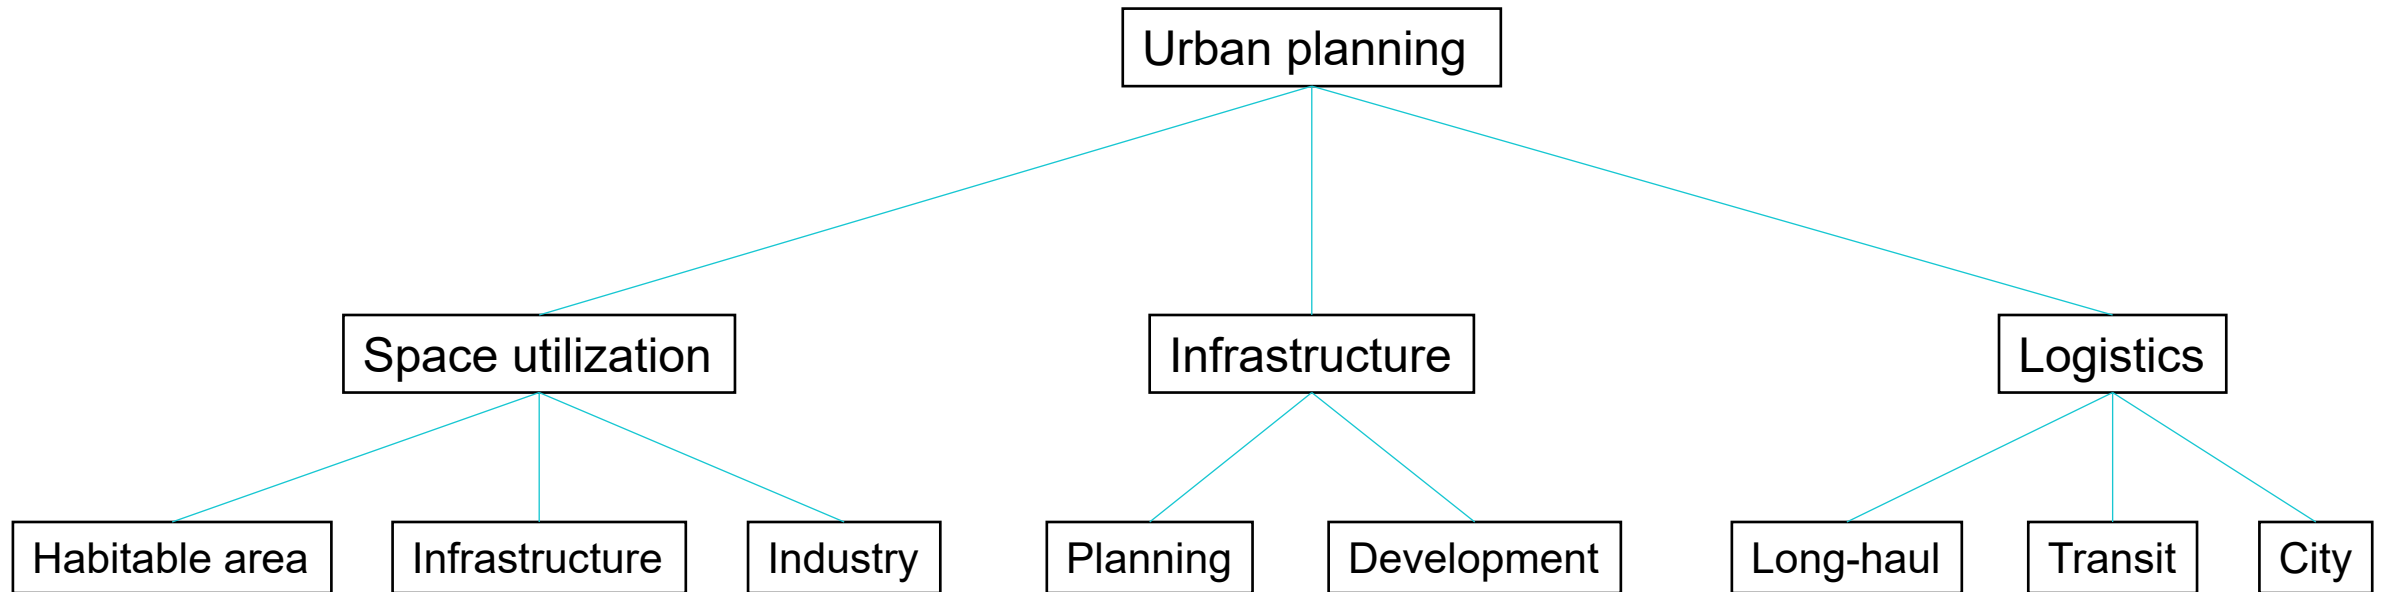 Urban planning
Space utilization
Infrastructure
Logistics
Habitable area
Infrastructure
Industry
Planning
Development
Long-haul
Transit
City